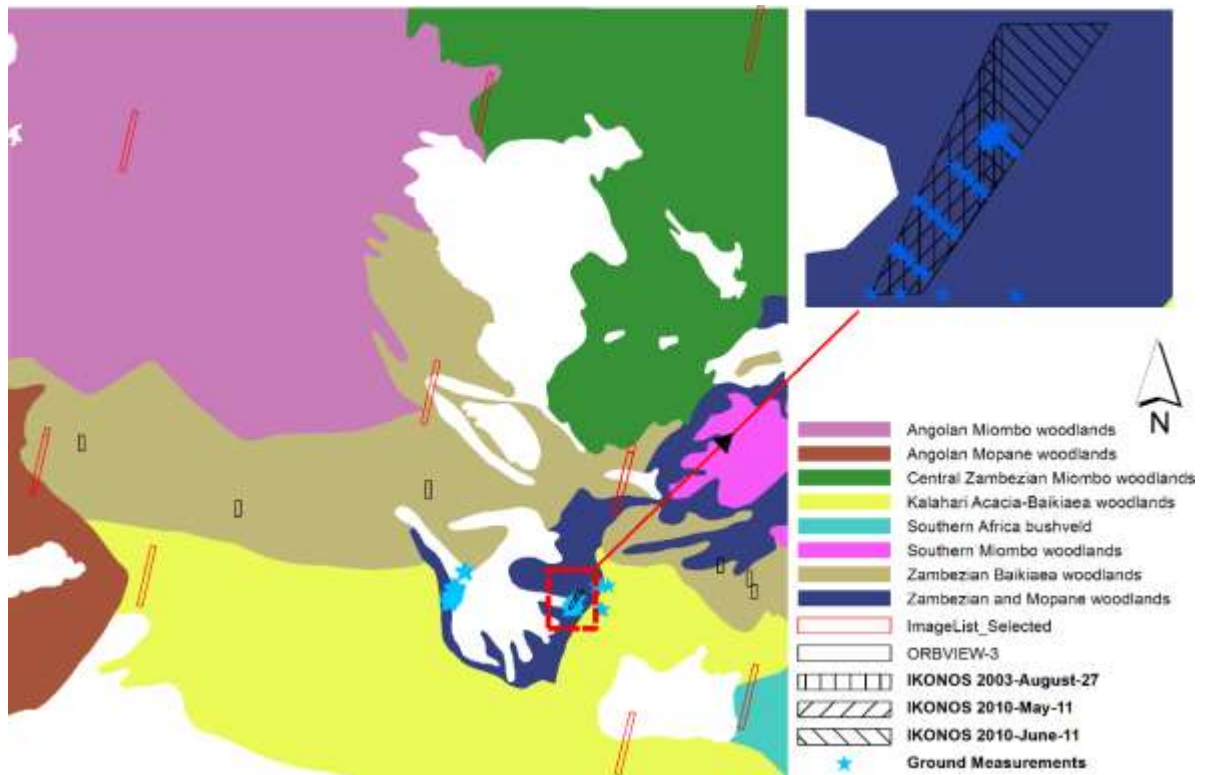 N
Angolan Miombo woodlands
Angolan Mopane woodlands
Central Zambezian Miombo woodlands
Kalahari Acacia-Baikiaea woodlands
Southern Africa bushveld
Southern Miombo woodlands
Zambezian Baikiaea woodlands
Zambezian and Mopane woodlands
ImageList_Selected
ORBVIEW-3
IKONOS 2003-August-27
IKONOS 2010-May-11
IKONOS 2010-June-11
Ground Measurements